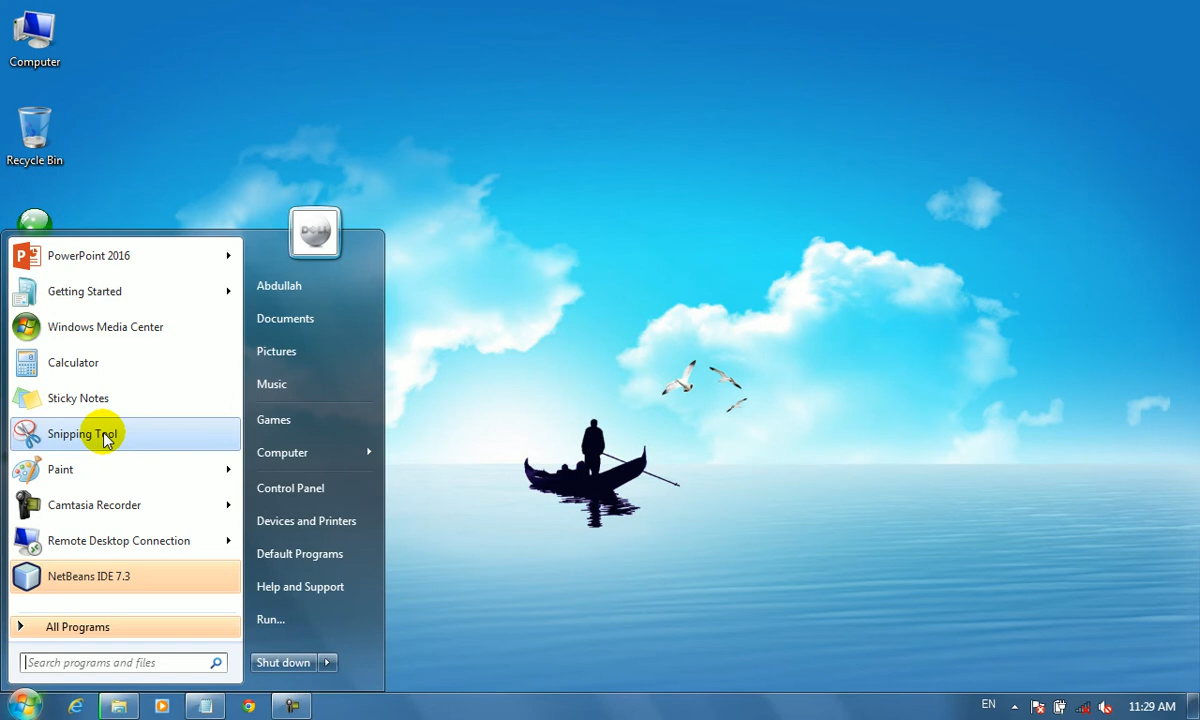 Computer
Recycle Bin
DELL
PowerPoint 2016
Getting Started
Windows Media Center
Calculator
Sticky Notes
Snipping Tool
Paint
Camtasia Recorder
Remote Desktop Connection
NetBeans IDE 7.3
All Programs
Search programs and files
Abdullah
Documents
Pictures
Music
Games
Computer
Control Panel
Devices and Printers
Default Programs
Help and Support
Run...
Shut down
EN
11:29 AM